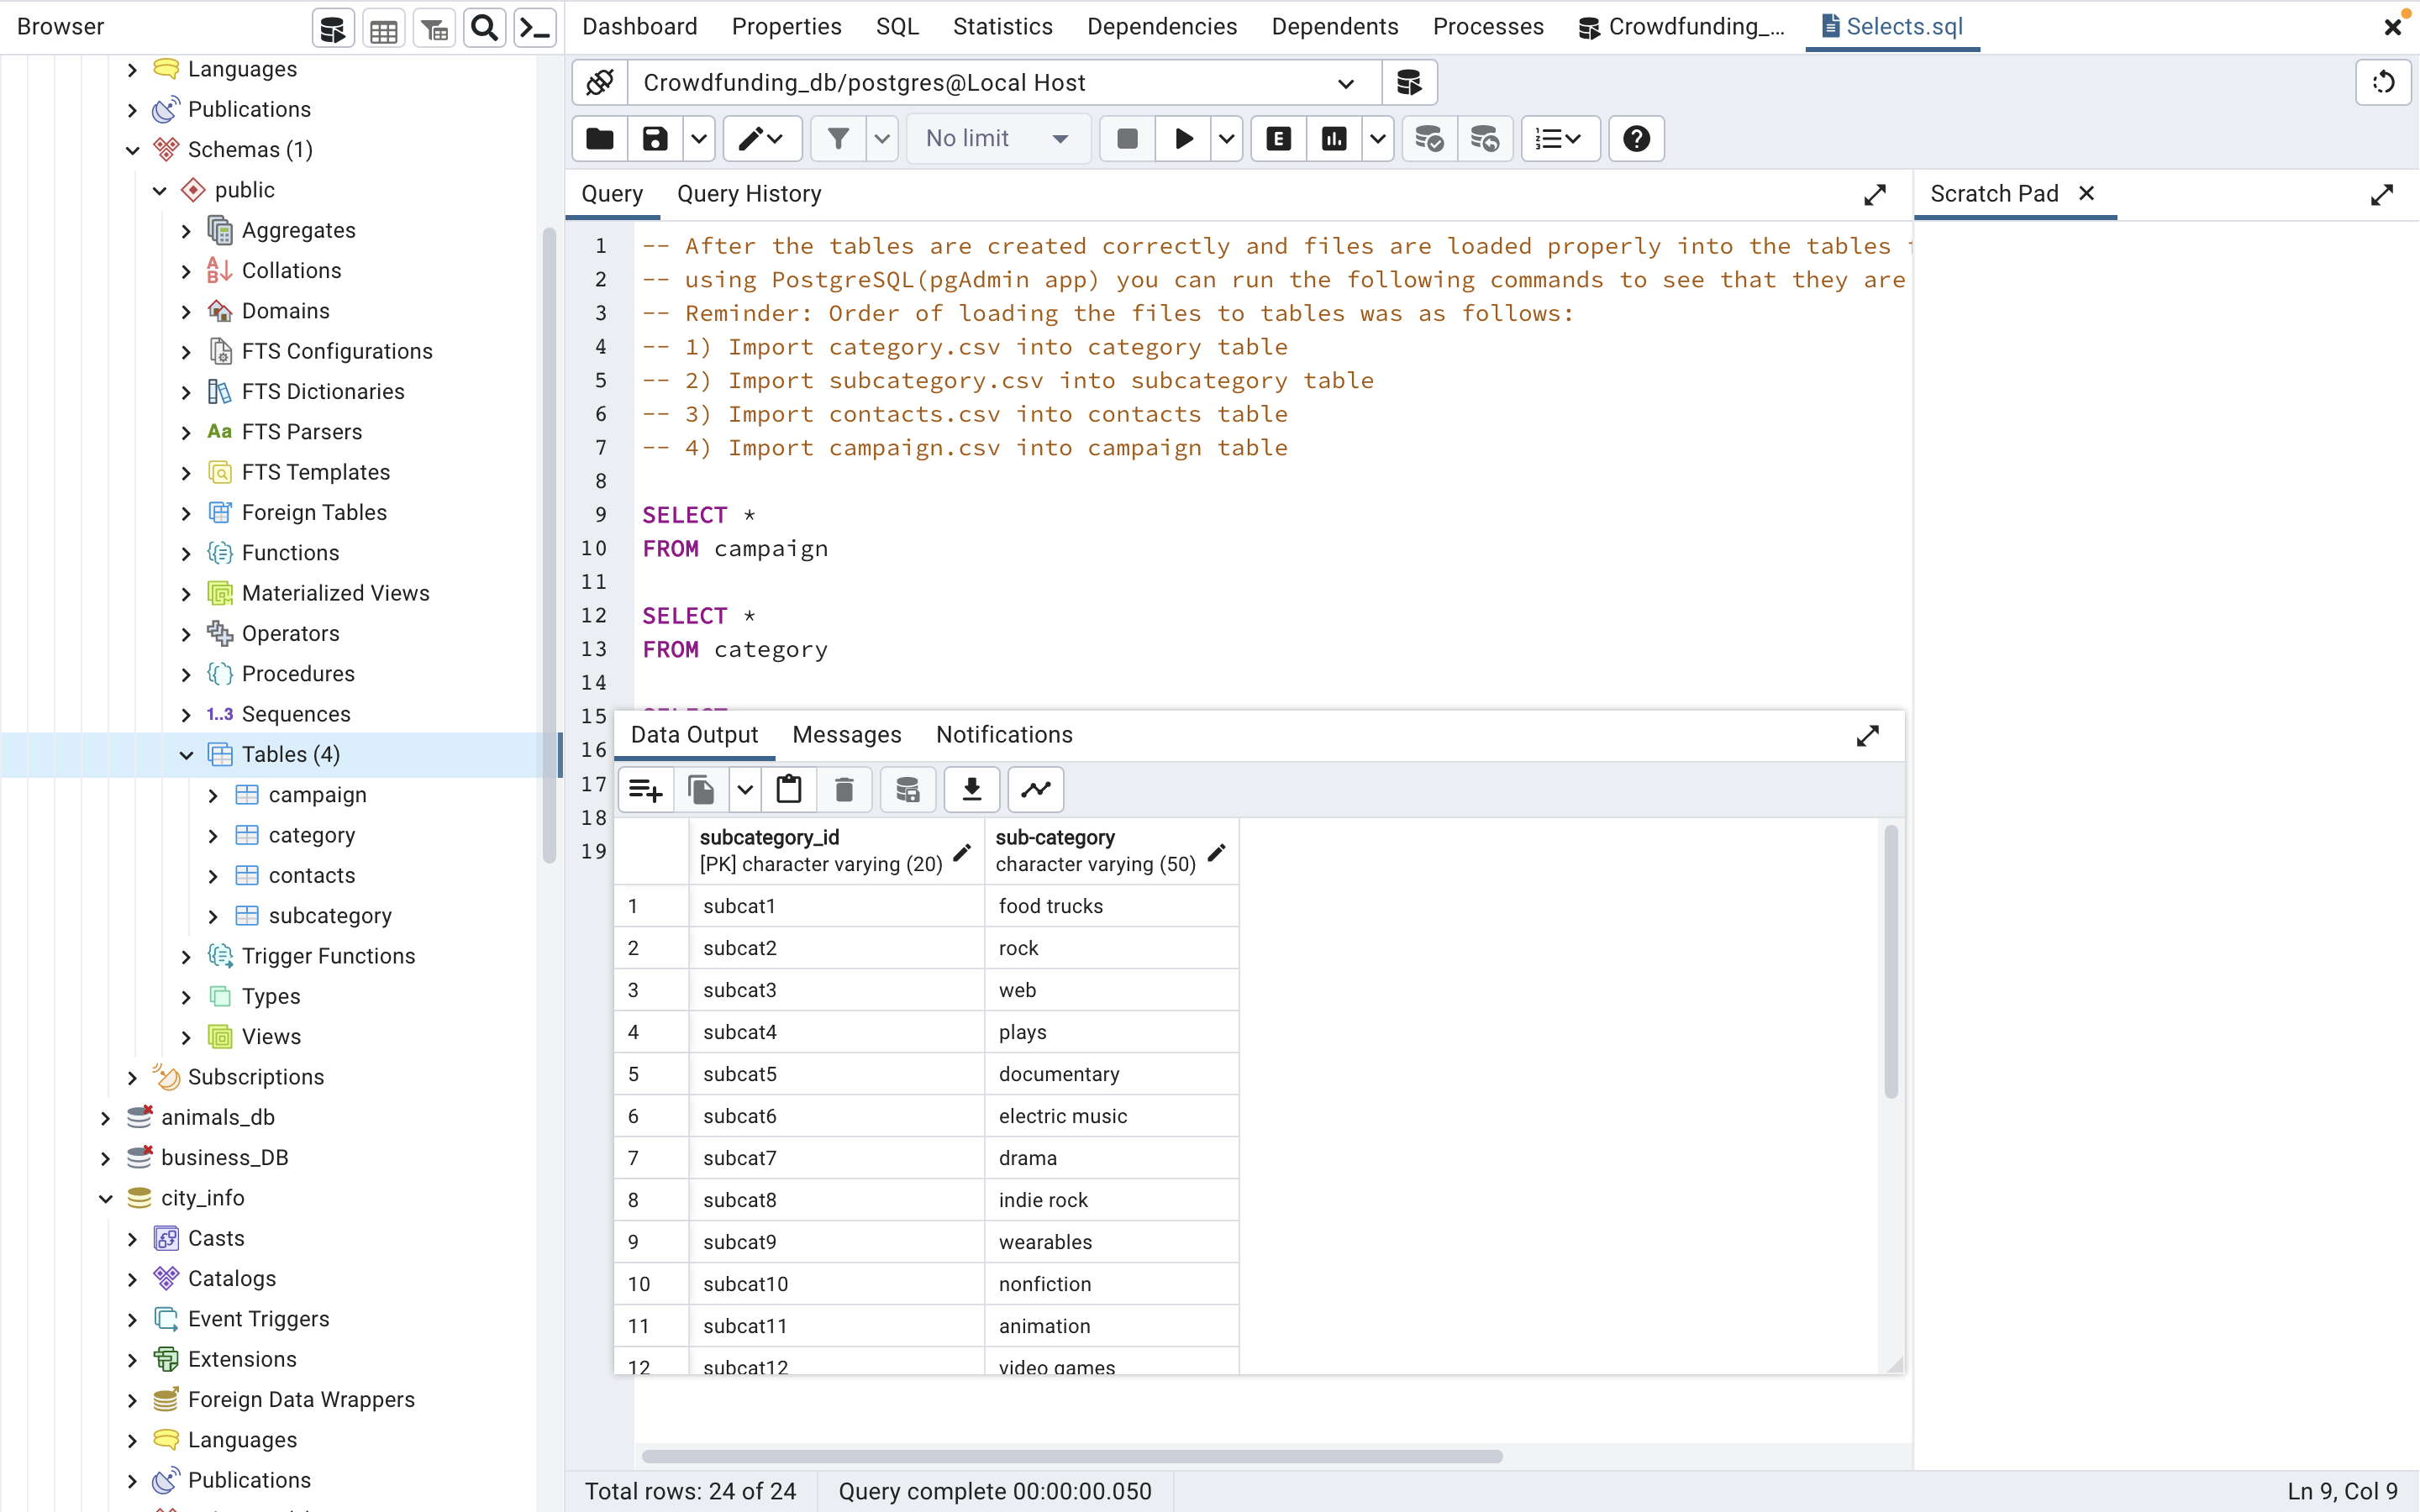 Browser
Dashboard Properties SQL Statistics Dependencies Dependents Processes Crowdfunding_... Selects.sql
Languages
Publications
Schemas (1)
public
Aggregates
Collations
Domains
FTS Configurations
FTS Dictionaries
Aa FTS Parsers
FTS Templates
Foreign Tables
Functions
Materialized Views
Operators
Procedures
1..3 Sequences
Tables (4)
campaign
category
contacts
subcategory
Trigger Functions
Types
Views
Subscriptions
animals_db
business_DB
city_info
Casts
Catalogs
Event Triggers
Extensions
Foreign Data Wrappers
Languages
Publications
Crowdfunding_db/postgres@Local Host
No limit
E
Query Query History
Scratch Pad
1 -- After the tables are created correctly and files are loaded properly into the tables
2 -- using PostgreSQL(pgAdmin app) you can run the following commands to see that they are
3 -- Reminder: Order of loading the files to tables was as follows:
4 -- 1) Import category.csv into category table
5 -- 2) Import subcategory.csv into subcategory table
6 -- 3) Import contacts.csv into contacts table
7 -- 4) Import campaign.csv into campaign table
8
9 SELECT *
10 FROM campaign
11
12 SELECT *
13 FROM category
14
15
16
17
18
19
Data Output Messages Notifications
subcategory_id sub-category
[PK] character varying (20) character varying (50)
1 subcat1 food trucks
2 subcat2 rock
3 subcat3 web
4 subcat4 plays
5 subcat5 documentary
6 subcat6 electric music
7 subcat7 drama
8 subcat8 indie rock
9 subcat9 wearables
10 subcat10 nonfiction
11 subcat11 animation
12 subcat12 video games
Total rows: 24 of 24 Query complete 00:00:00.050 Ln 9, Col 9